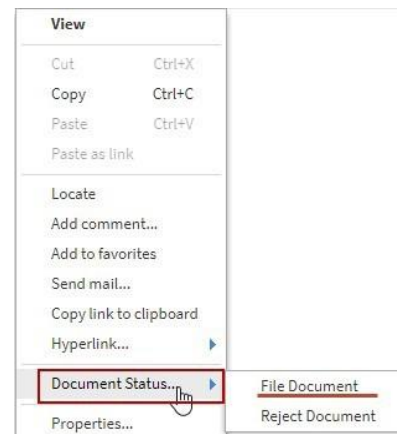 View
Cut Ctrl+X
Copy Ctrl+C
Paste Ctrl+V
Paste as link
Locate
Add comment...
Add to favorites
Send mail...
Copy link to clipboard
Hyperlink...
Document Status...
File Document
Reject Document
Properties...